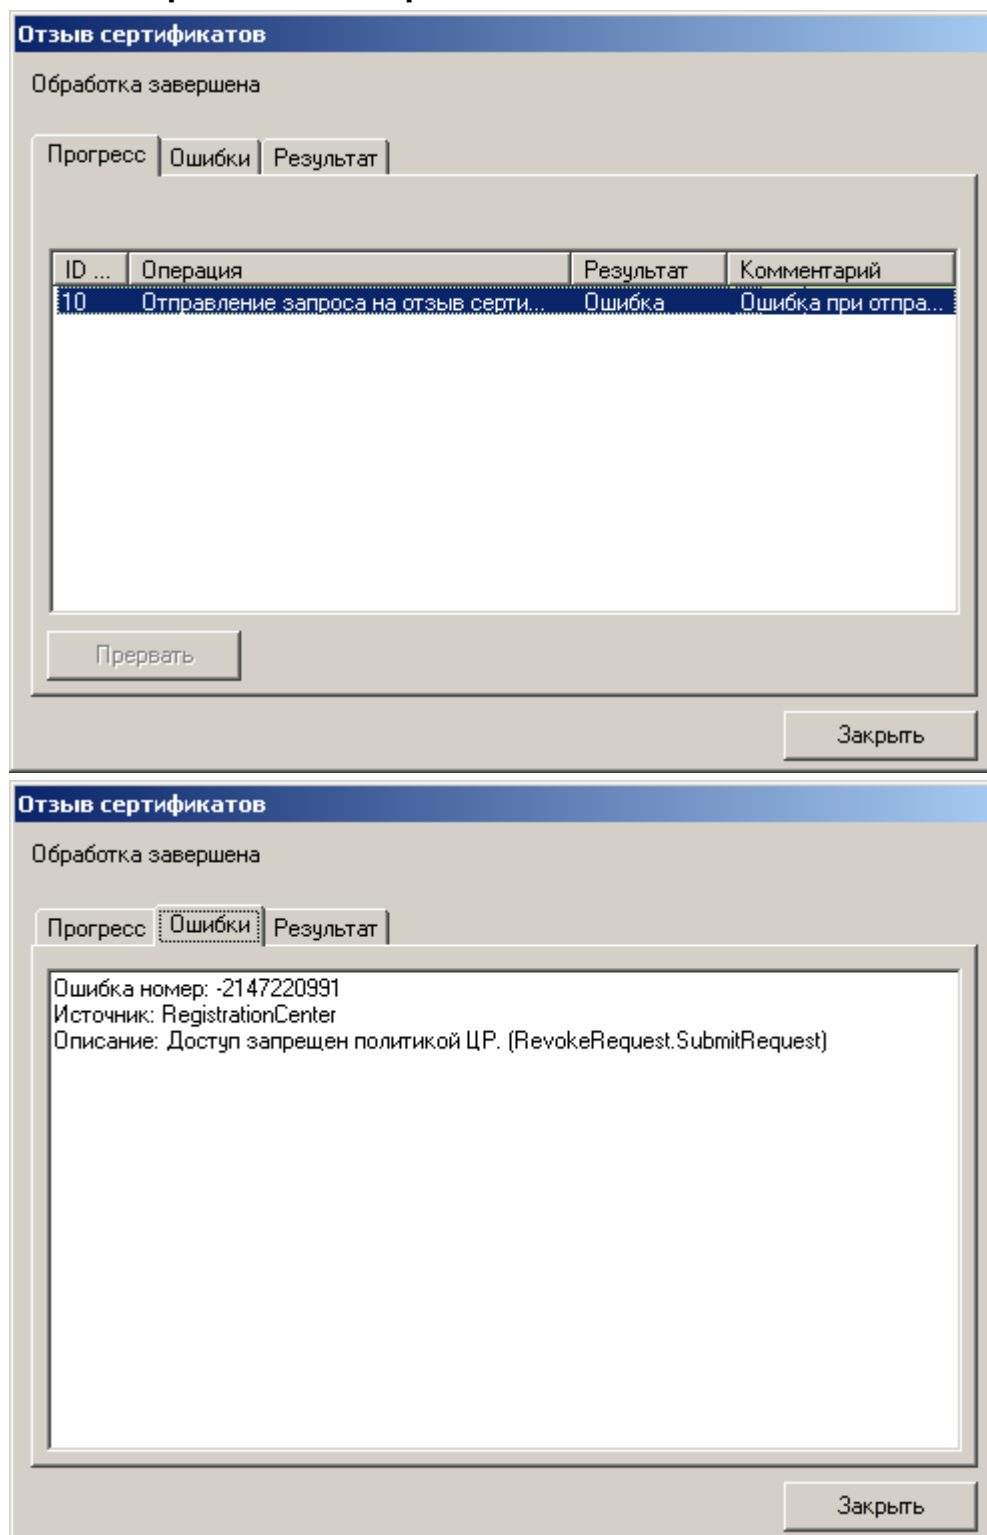 Отзыв сертификатов
Обработка завершена
Прогресс Ошибки Результат
ID ... Операция Результат Комментарий
10 Отправление запроса на отзыв серти... Ошибка Ошибка при отпра...
Прервать
Закрыть
Отзыв сертификатов
Обработка завершена
Прогресс Ошибки Результат
Ошибка номер: -2147220991
Источник: RegistrationCenter
Описание: Доступ запрещен политикой ЦР. (RevokeRequest.SubmitRequest)
Закрыть